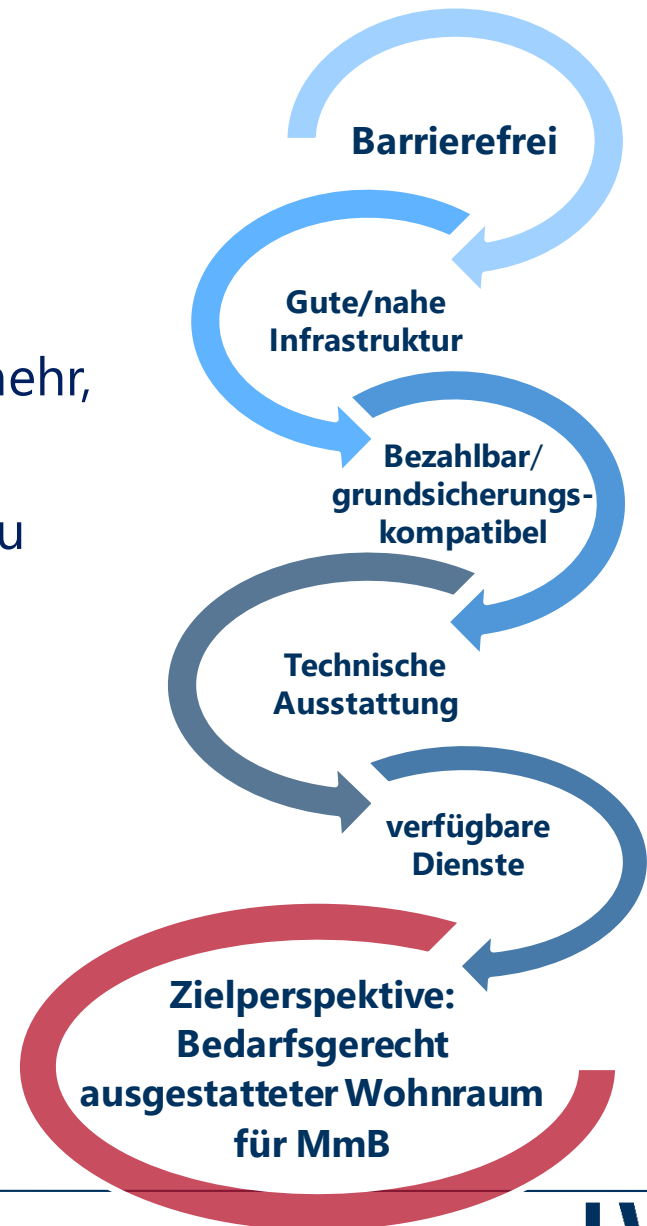 Barrierefrei
Gute/nahe
Infrastruktur
Bezahlbar/
grundsicherungs-
kompatibel
Technische
Ausstattung
verfügbare
Dienste
Zielperspektive:
Bedarfsgerecht
ausgestatteter Wohnraum
für MmB